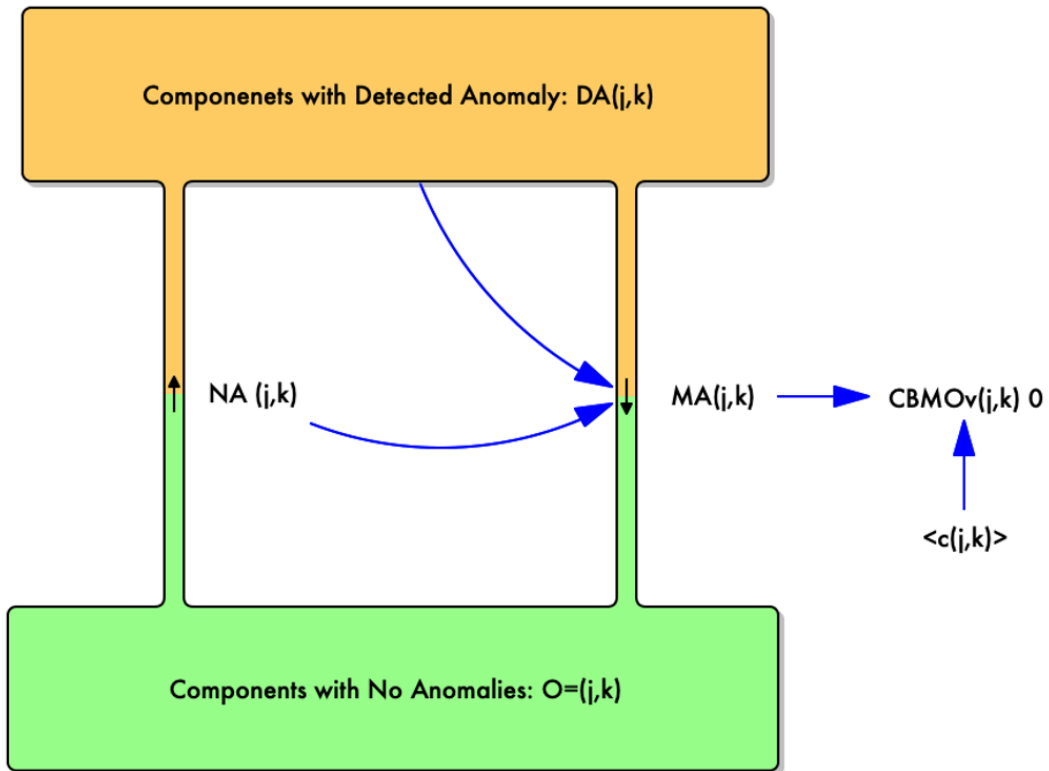 Componenets with Detected Anomaly: DA(j,k)
NA (j,k)
MA(j,k)
CBMOv(j,k) 0
<c(j,k)>
Components with No Anomalies: O=(j,k)